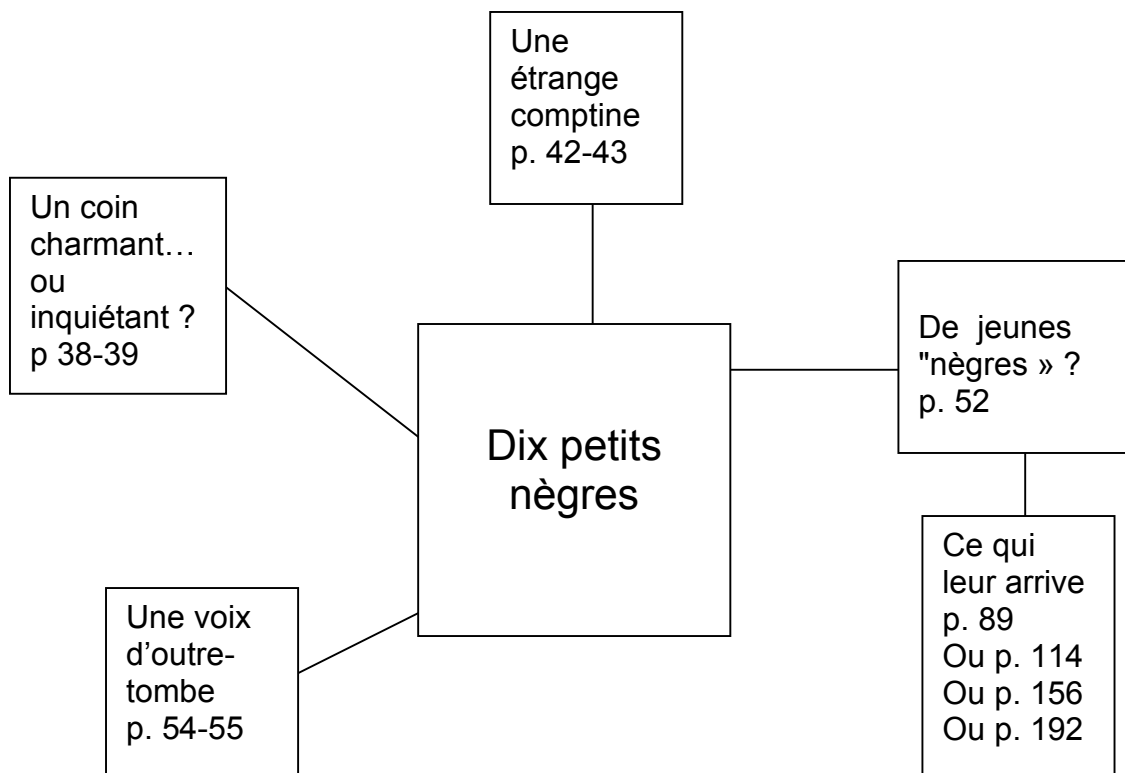 Une
étrange
comptine
p. 42-43
Un coin
charmant…
ou
inquiétant ?
p 38-39
De jeunes
"nègres » ?
p. 52
Dix petits
nègres
Ce qui
leur arrive
p. 89
Ou p. 114
Ou p. 156
Ou p. 192
Une voix
d’outre-
tombe
p. 54-55